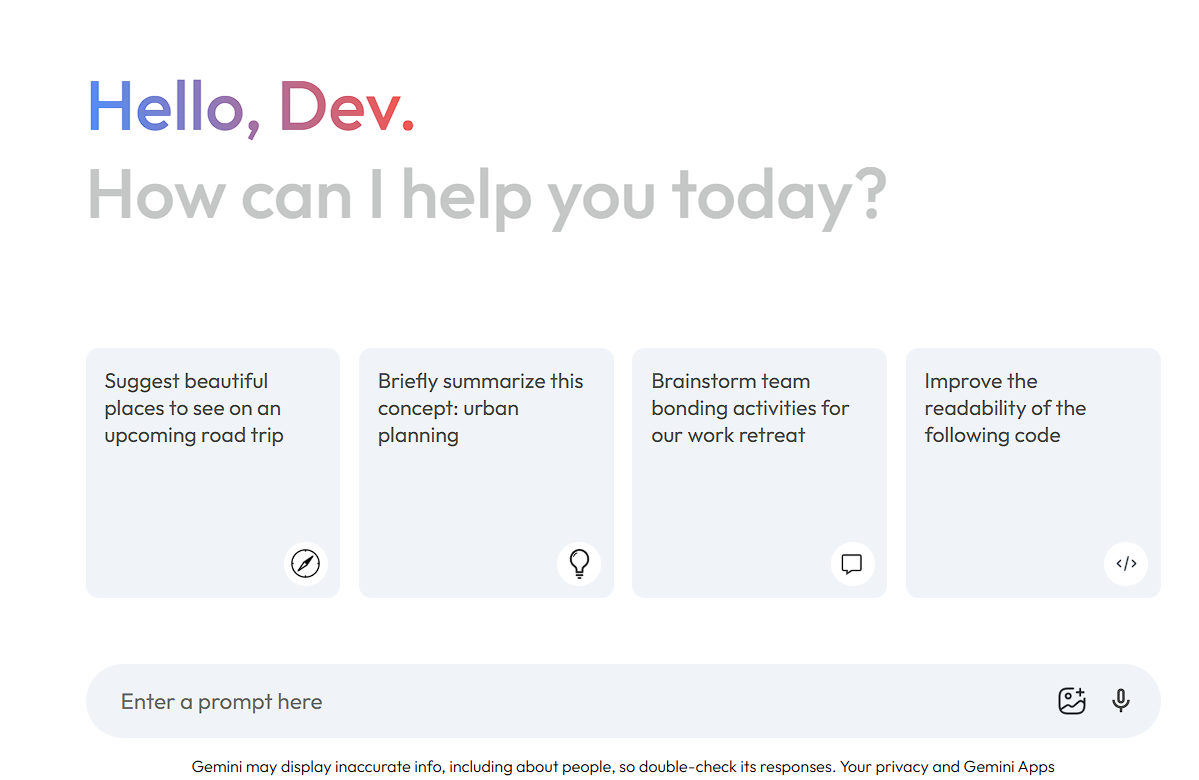 Hello, Dev.
How can I help you today?
Suggest beautiful
places to see on an
upcoming road trip
Briefly summarize this
concept: urban
planning
Brainstorm team
bonding activities for
our work retreat
Improve the
readability of the
following code
</>
Enter a prompt here
Gemini may display inaccurate info, including about people, so double-check its responses. Your privacy and Gemini Apps